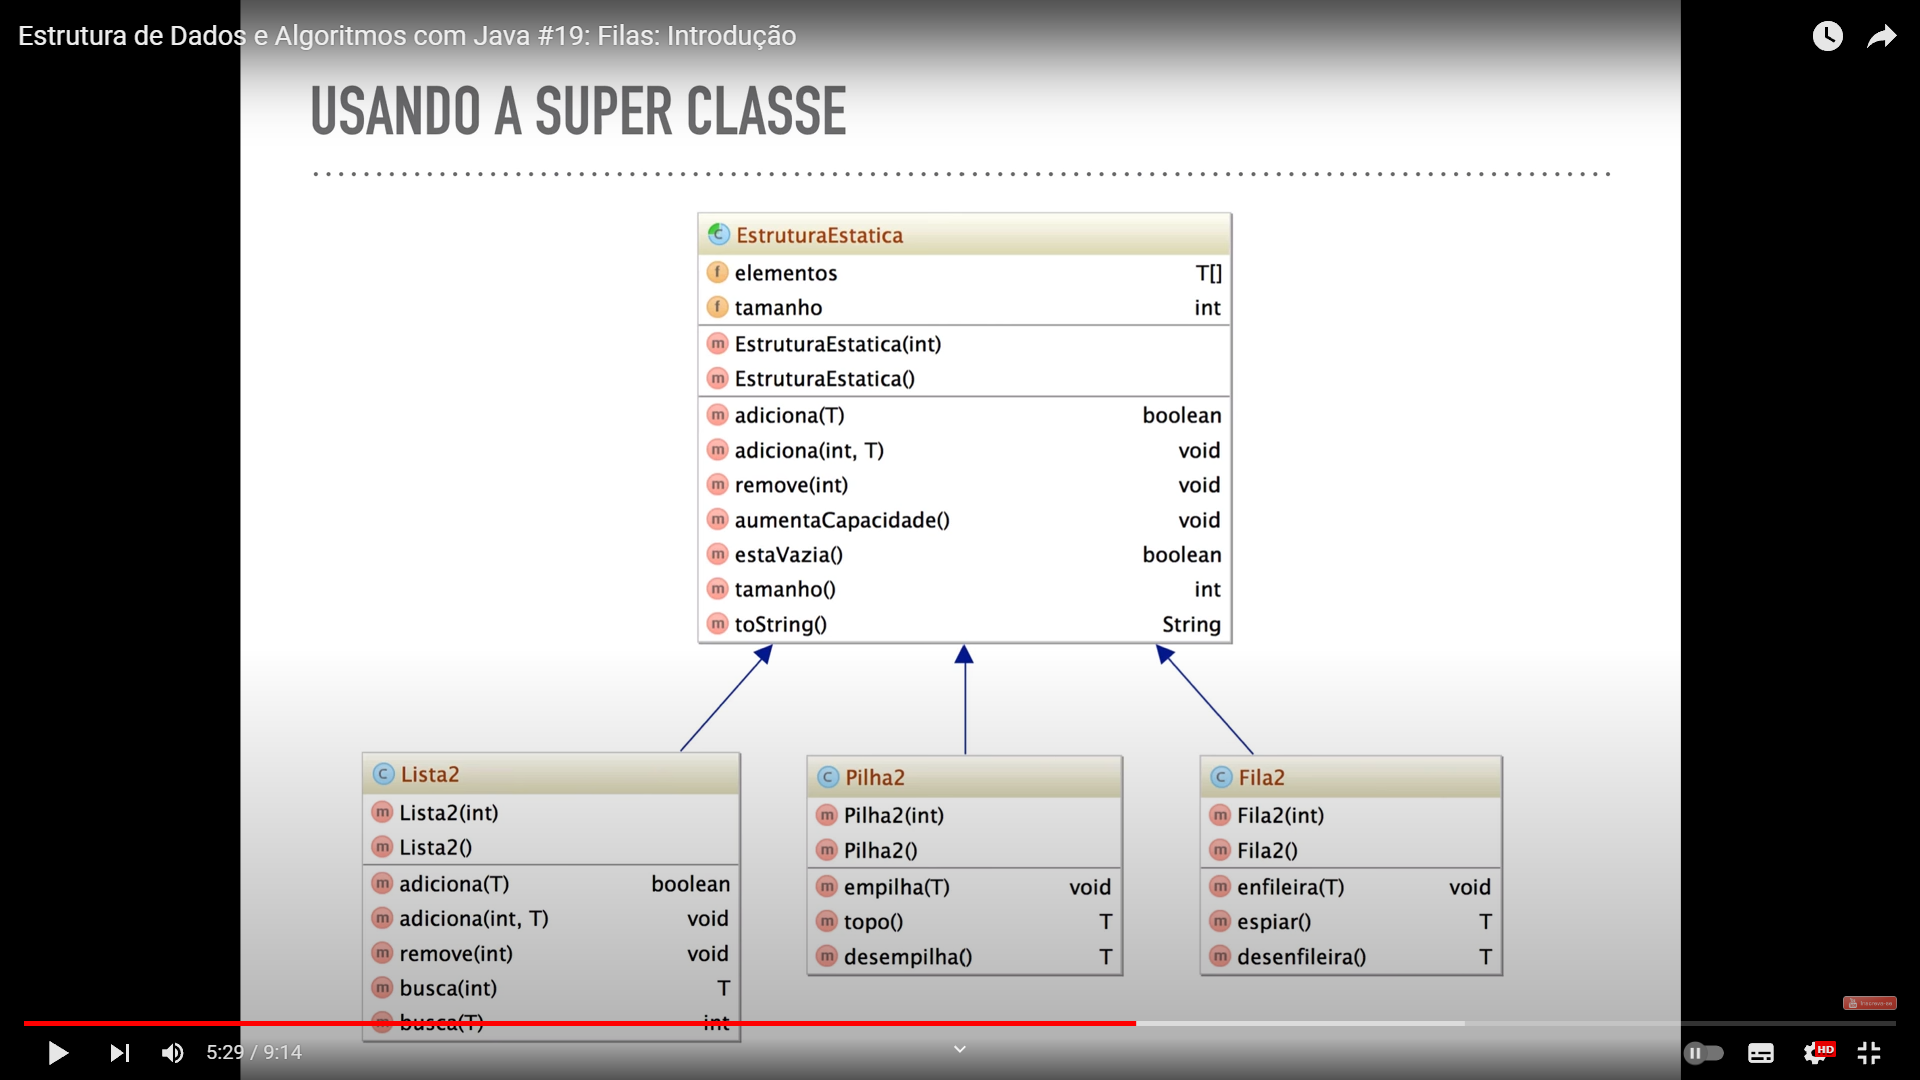 Estrutura de Dados e Algoritmos com Java #19: Filas: Introdução
USANDO A SUPER CLASSE
C EstruturaEstatica
f elementos T[]
f tamanho int
m EstruturaEstatica(int)
m EstruturaEstatica()
m adiciona(T) boolean
m adiciona(int, T) void
m remove(int) void
m aumentaCapacidade() void
m estaVazia() boolean
m tamanho() int
m toString() String
C Lista2
m Lista2(int)
m Lista2()
m adiciona(T) boolean
m adiciona(int, T) void
m remove(int) void
m busca(int) T
m busca(T) int
C Pilha2
m Pilha2(int)
m Pilha2()
m empilha(T) void
m topo() T
m desempilha() T
C Fila2
m Fila2(int)
m Fila2()
m enfileira(T) void
m espiar() T
m desenfileira() T
5:29 / 9:14
HD